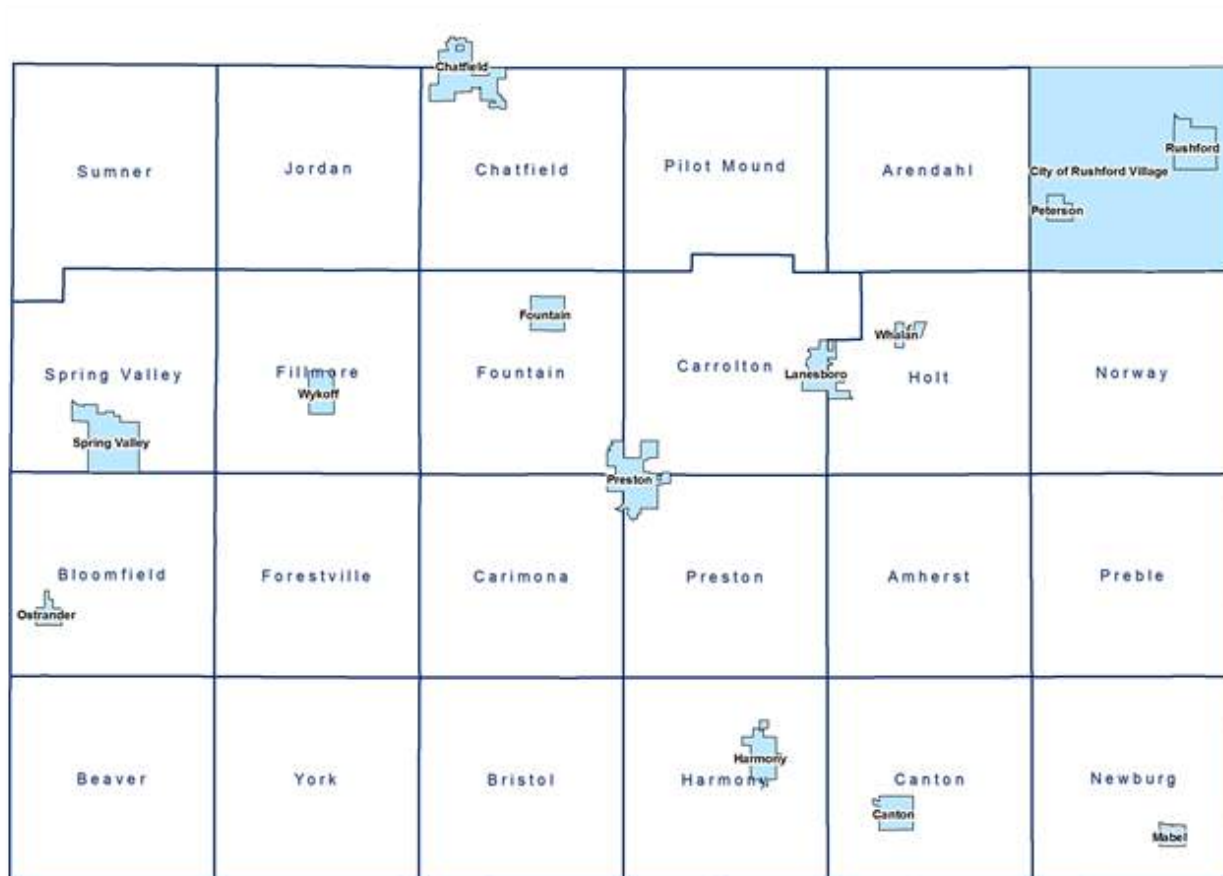 Chatfield
Sumner
Jordan
Chatfield
Pilot Mound
Arendahl
Rushford
City of Rushford Village
Peterson
Fountain
Whalan
Spring Valley
Fillmore
Wykoff
Fountain
Carrolton
Lanesboro
Holt
Norway
Spring Valley
Preston
Bloomfield
Forestville
Carimona
Preston
Amherst
Preble
Ostrander
Beaver
York
Bristol
Harmony
Harmony
Canton
Newburg
Canton
Mabel